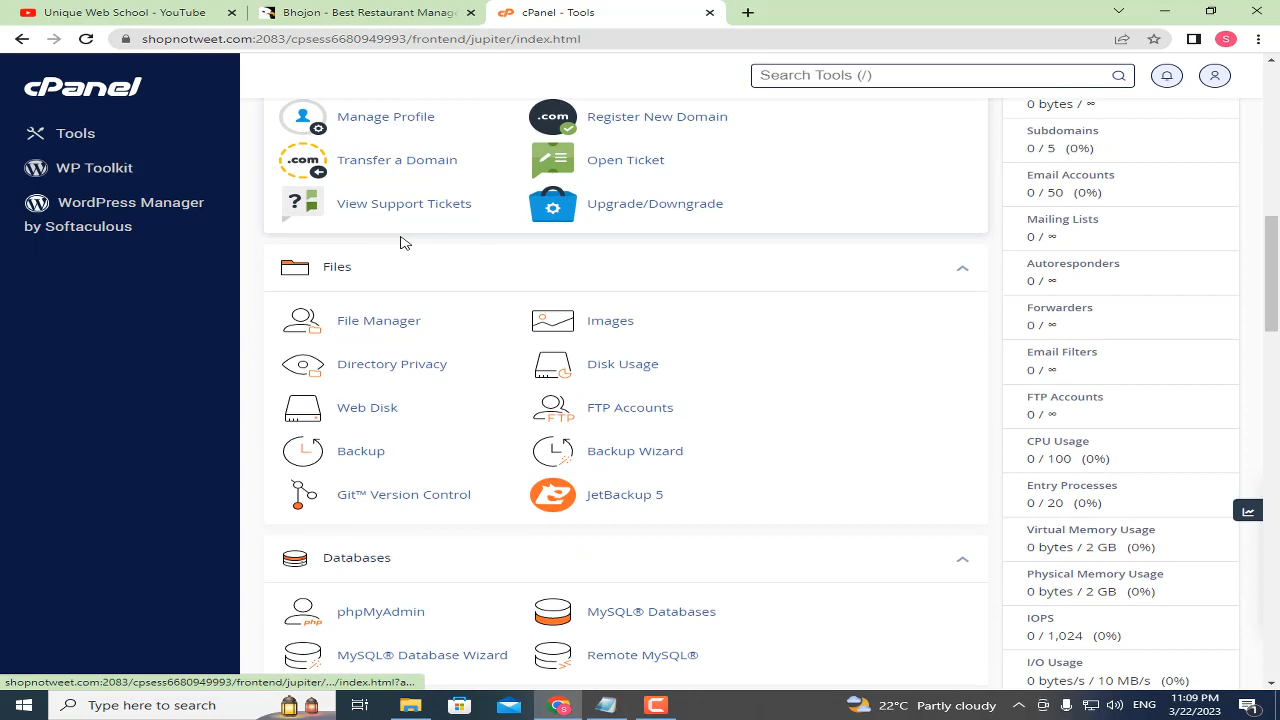 Unique Web School - YouTube
Bhojon - Best Restaurant Manag
cPanel - Tools
shopnotweet.com:2083/cpsess6680949993/frontend/jupiter/index.html
S
cPanel
Tools
WP Toolkit
WordPress Manager
by Softaculous
Search Tools (/)
Manage Profile
.com
Register New Domain
.com
Transfer a Domain
Open Ticket
?
View Support Tickets
Upgrade/Downgrade
Files
File Manager
Images
Directory Privacy
Disk Usage
Web Disk
FTP
FTP Accounts
Backup
Backup Wizard
Git™ Version Control
JetBackup 5
Databases
php
phpMyAdmin
MySQL® Databases
MySQL® Database Wizard
Remote MySQL®
0 bytes / ∞
Subdomains
0 / 5 (0%)
Email Accounts
0 / 50 (0%)
Mailing Lists
0 / ∞
Autoresponders
0 / ∞
Forwarders
0 / ∞
Email Filters
0 / ∞
FTP Accounts
0 / ∞
CPU Usage
0 / 100 (0%)
Entry Processes
0 / 20 (0%)
Virtual Memory Usage
0 bytes / 2 GB (0%)
Physical Memory Usage
0 bytes / 2 GB (0%)
IOPS
0 / 1,024 (0%)
I/O Usage
0 bytes/s / 10 MB/s (0%)
shopnotweet.com:2083/cpsess6680949993/frontend/jupiter/.../index.html?a...
Type here to search
22°C Partly cloudy
ENG
11:09 PM
3/22/2023